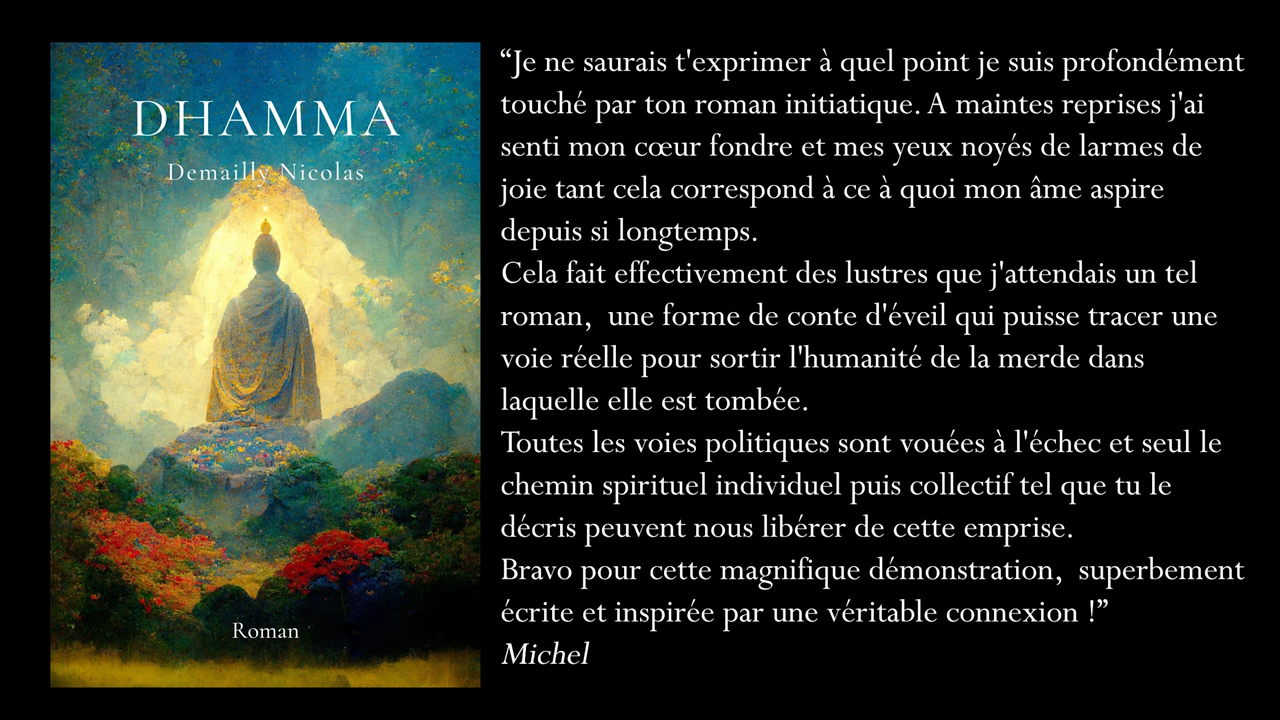 DHAMMA
Demailly Nicolas
Roman
“Je ne saurais t'exprimer à quel point je suis profondément
touché par ton roman initiatique. A maintes reprises j'ai
senti mon cœur fondre et mes yeux noyés de larmes de
joie tant cela correspond à ce à quoi mon âme aspire
depuis si longtemps.
Cela fait effectivement des lustres que j'attendais un tel
roman,  une forme de conte d'éveil qui puisse tracer une
voie réelle pour sortir l'humanité de la merde dans
laquelle elle est tombée.
Toutes les voies politiques sont vouées à l'échec et seul le
chemin spirituel individuel puis collectif tel que tu le
décris peuvent nous libérer de cette emprise.
Bravo pour cette magnifique démonstration,  superbement
écrite et inspirée par une véritable connexion !”
Michel